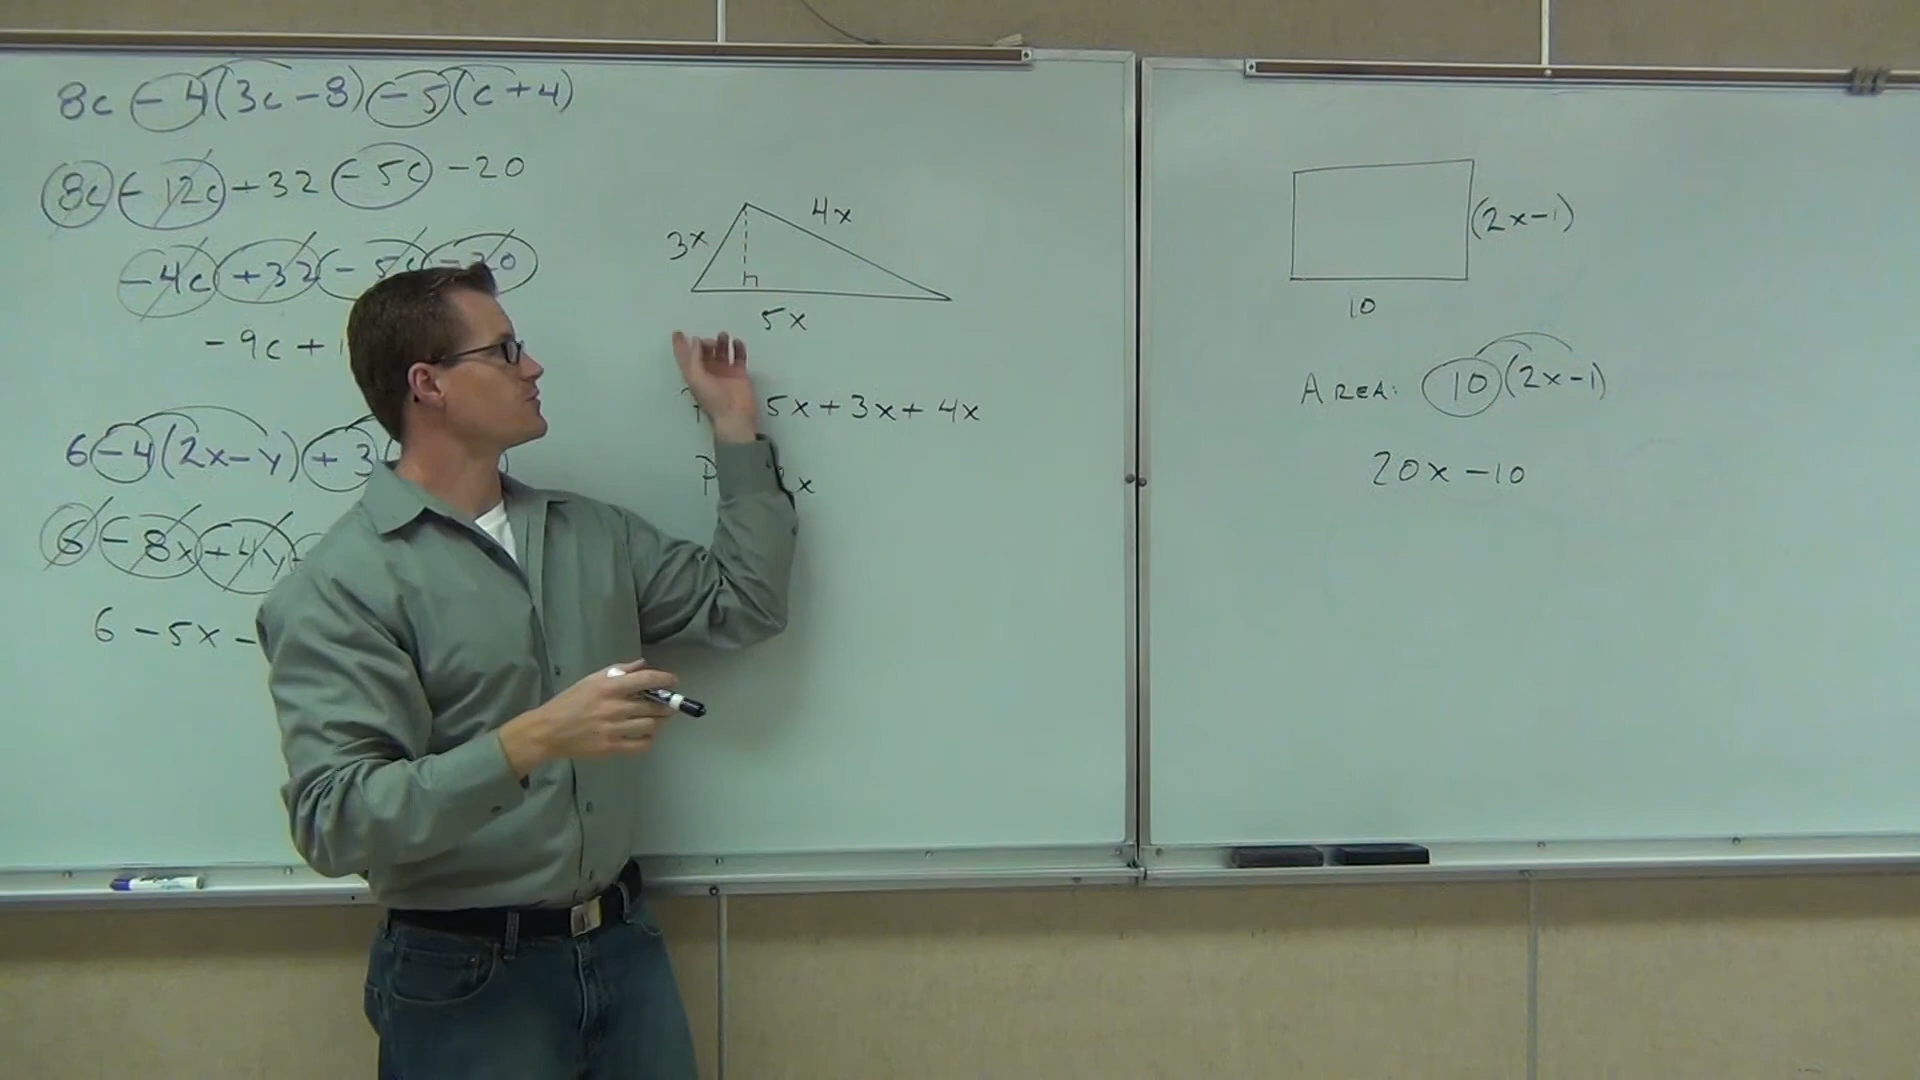 8c - 4(3c - 8) - 5(c + 4)
8c - 12c + 32 - 5c - 20
- 4c + 32 - 5c - 20
- 9c +
6 - 4(2x - y) + 3
6 - 8x + 4y
6 - 5x -
3x
4x
5x
5x + 3x + 4x
P
x
(2x - 1)
10
AREA: 10(2x - 1)
20x - 10